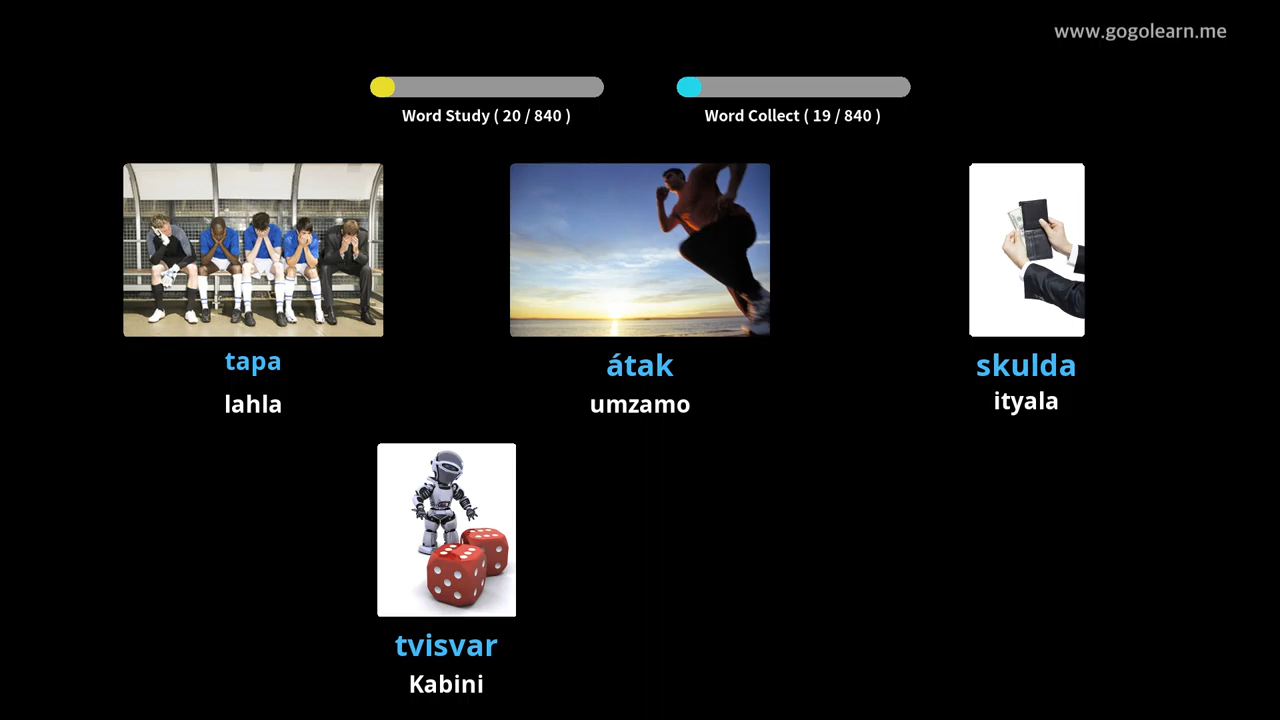 www.gogolearn.me
Word Study ( 20 / 840 )
Word Collect ( 19 / 840 )
tapa
lahla
átak
umzamo
skulda
ityala
tvisvar
Kabini